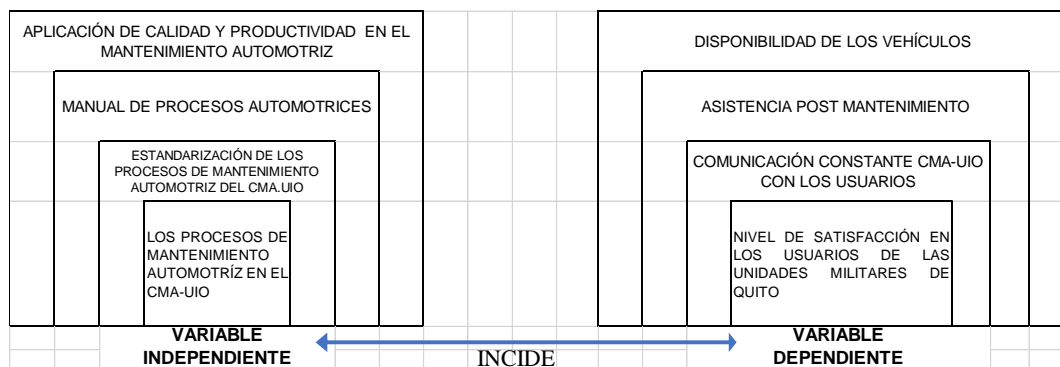 APLICACIÓN DE CALIDAD Y PRODUCTIVIDAD EN EL
MANTENIMIENTO AUTOMOTRIZ
MANUAL DE PROCESOS AUTOMOTRICES
ESTANDARIZACIÓN DE LOS
PROCESOS DE MANTENIMIENTO
AUTOMOTRIZ DEL CMA.UIO
LOS PROCESOS DE
MANTENIMIENTO
AUTOMOTRÍZ EN EL
CMA-UIO
VARIABLE
INDEPENDIENTE
INCIDE
DISPONIBILIDAD DE LOS VEHÍCULOS
ASISTENCIA POST MANTENIMIENTO
COMUNICACIÓN CONSTANTE CMA-UIO
CON LOS USUARIOS
NIVEL DE SATISFACCIÓN EN
LOS USUARIOS DE LAS
UNIDADES MILITARES DE
QUITO
VARIABLE
DEPENDIENTE